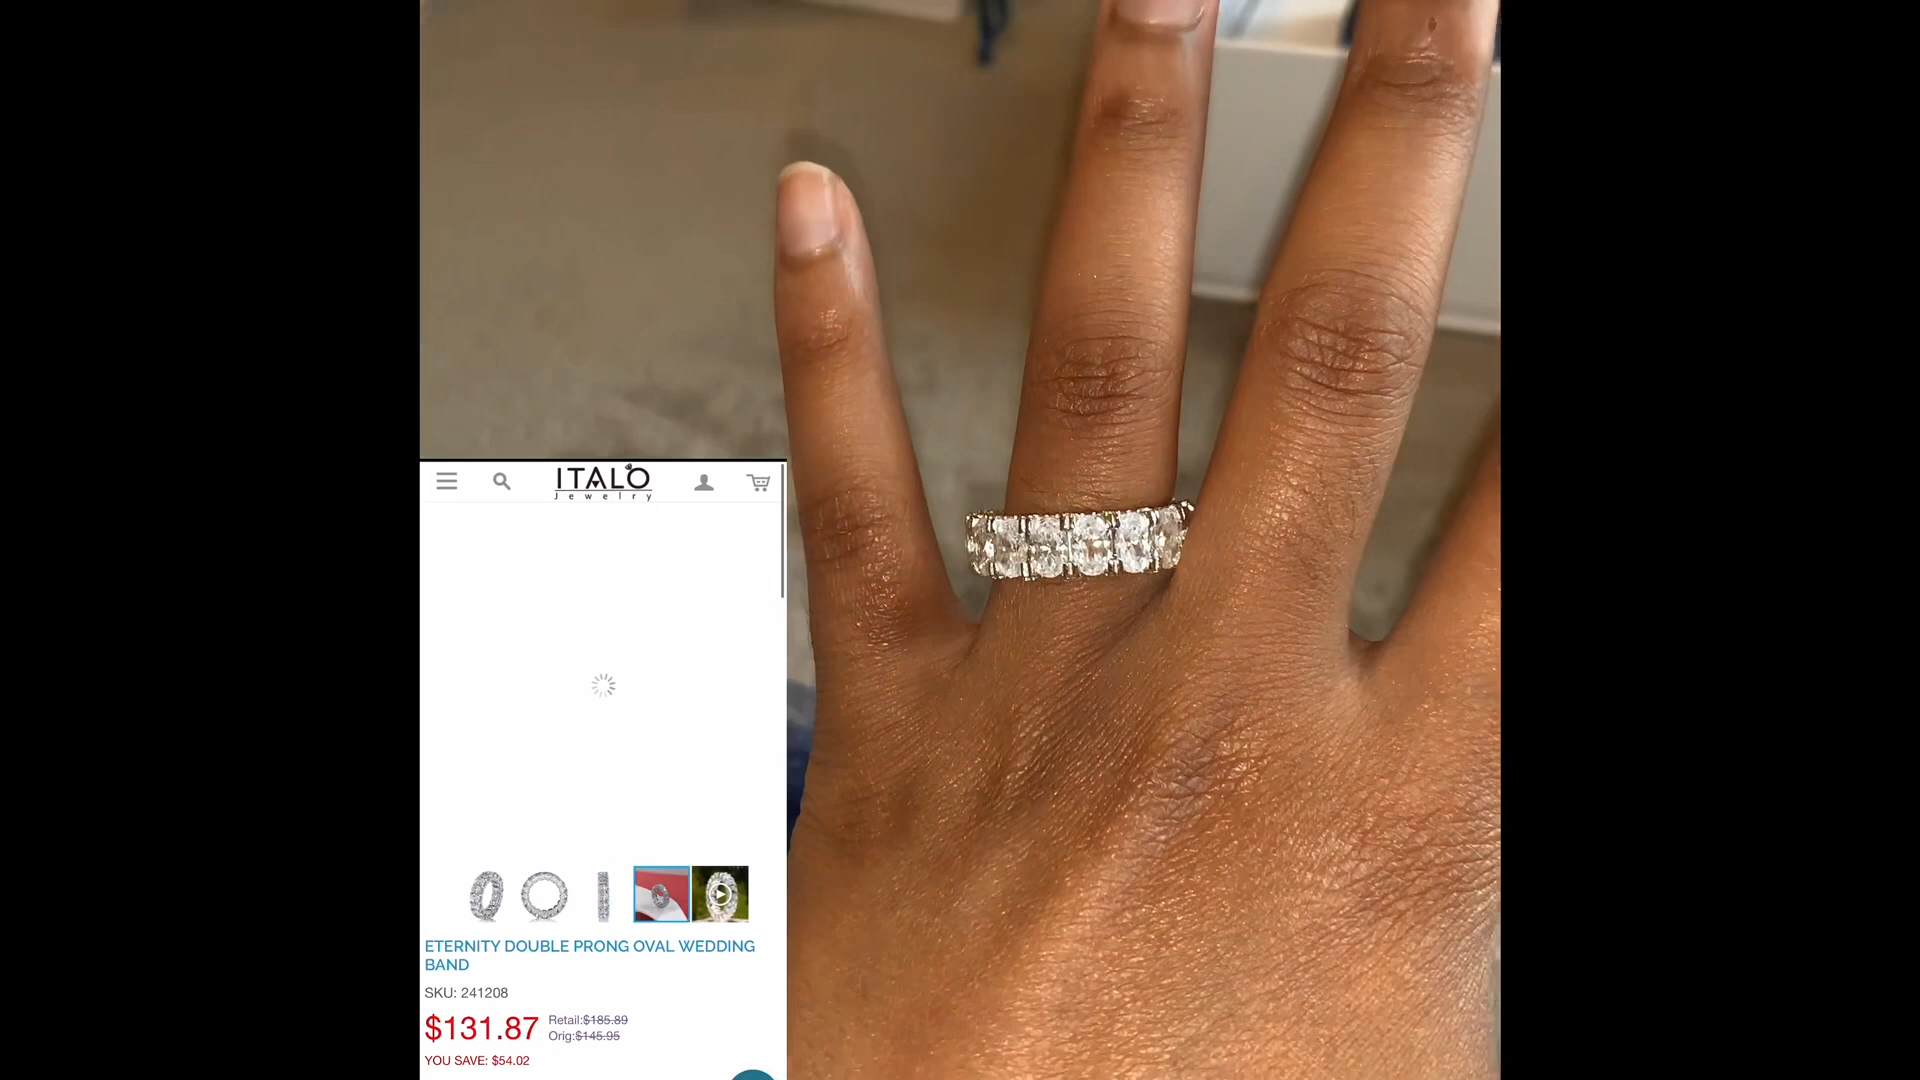 ITALO
Jewelry
ETERNITY DOUBLE PRONG OVAL WEDDING
BAND
SKU: 241208
$131.87
Retail:$185.89
Orig:$145.95
YOU SAVE: $54.02